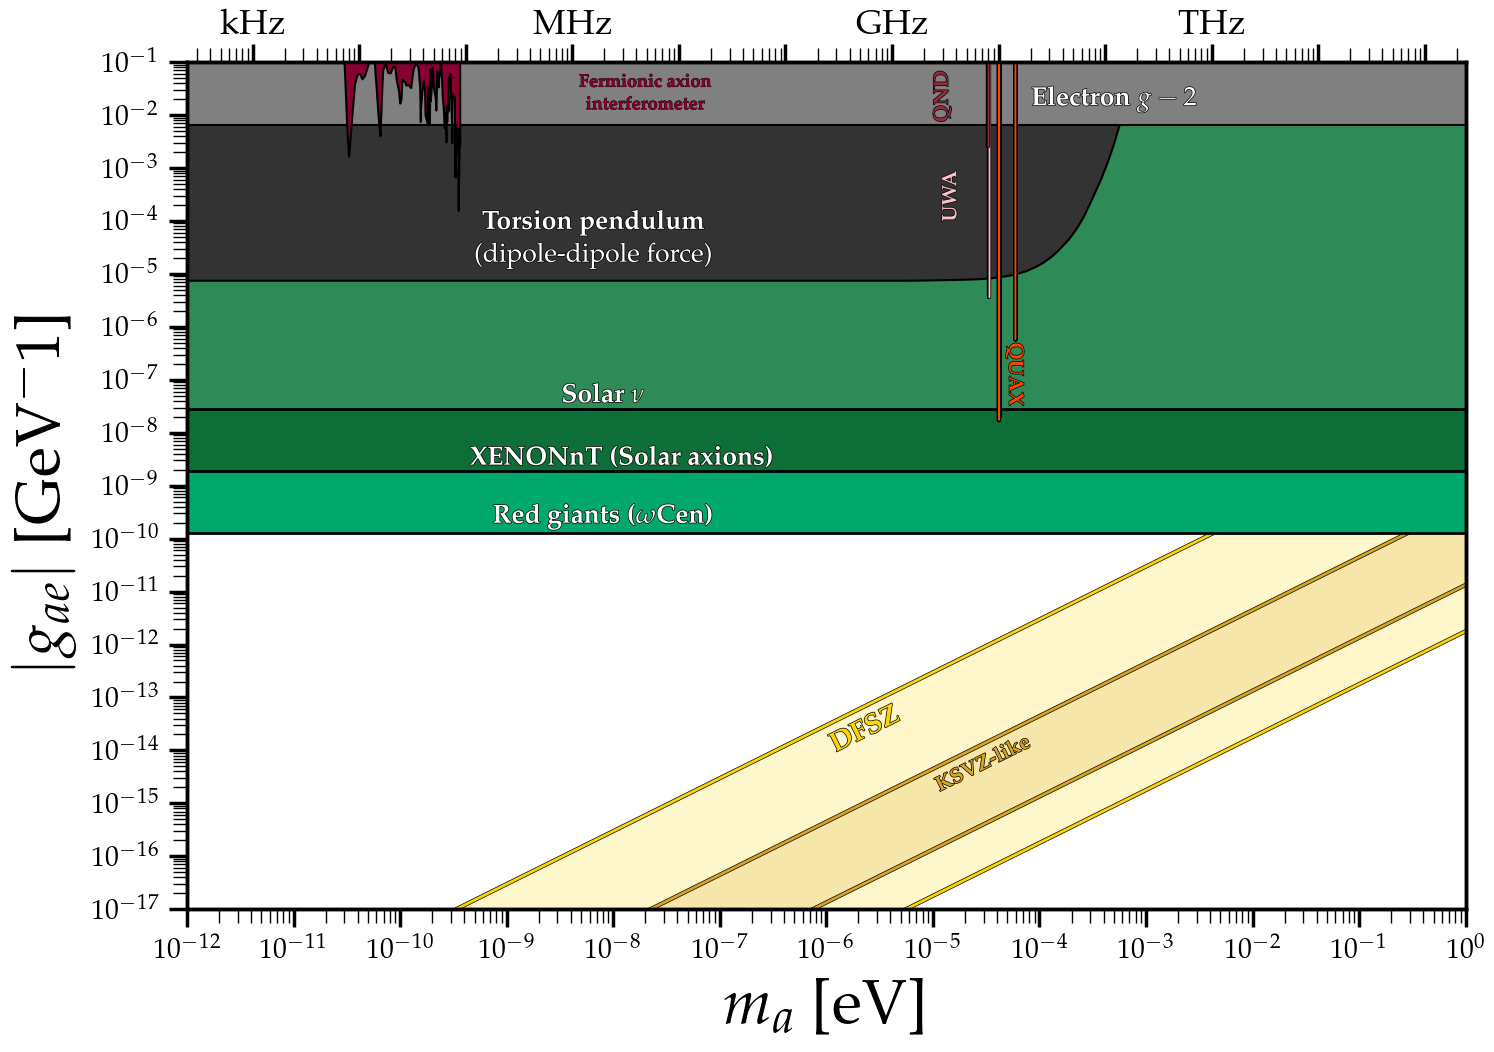 kHz MHz GHz THz
10⁻¹
10⁻²
10⁻³
10⁻⁴
10⁻⁵
10⁻⁶
10⁻⁷
10⁻⁸
10⁻⁹
10⁻¹⁰
10⁻¹¹
10⁻¹²
10⁻¹³
10⁻¹⁴
10⁻¹⁵
10⁻¹⁶
10⁻¹⁷
|gₐₑ| [GeV⁻1]
Fermionic axion
interferometer
QND
Electron g − 2
UWA
Torsion pendulum
(dipole-dipole force)
QUAX
Solar ν
XENONnT (Solar axions)
Red giants (ωCen)
DFSZ
KSVZ-like
10⁻¹² 10⁻¹¹ 10⁻¹⁰ 10⁻⁹ 10⁻⁸ 10⁻⁷ 10⁻⁶ 10⁻⁵ 10⁻⁴ 10⁻³ 10⁻² 10⁻¹ 10⁰
mₐ [eV]